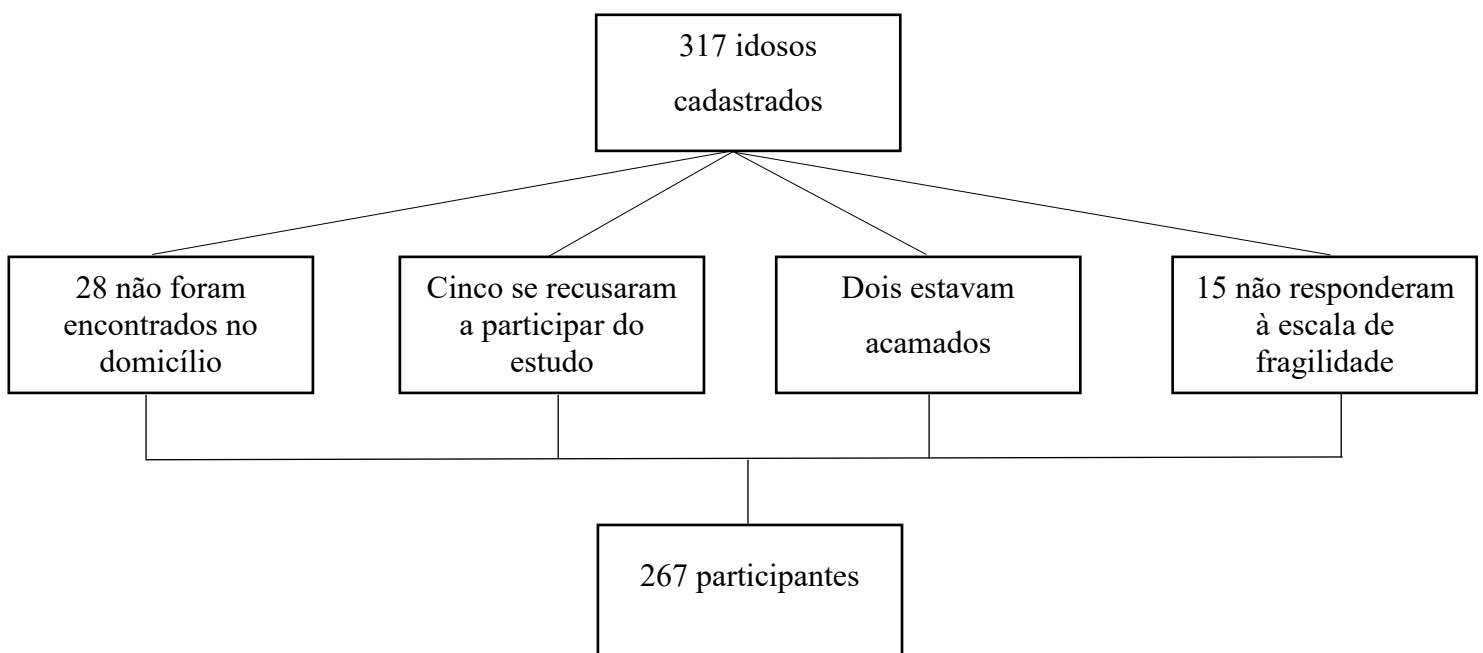 317 idosos
cadastrados
28 não foram
encontrados no
domicílio
Cinco se recusaram
a participar do
estudo
Dois estavam
acamados
15 não responderam
à escala de
fragilidade
267 participantes